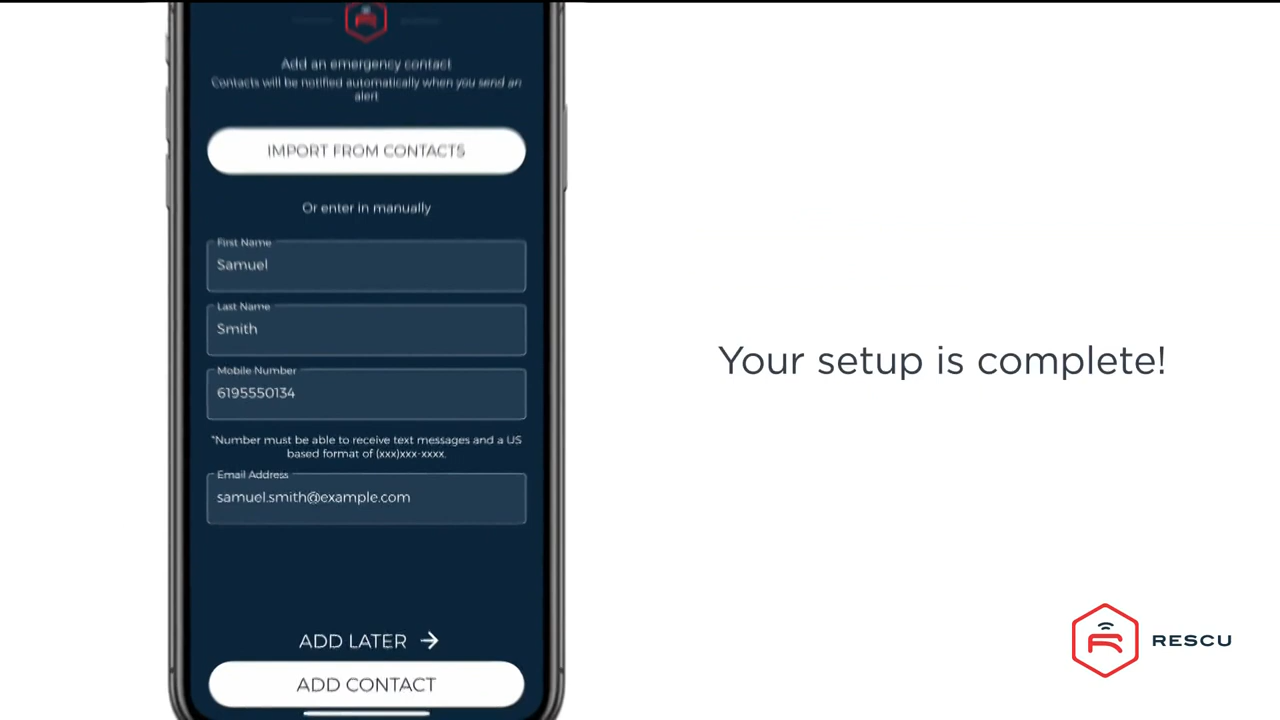 Add an emergency contact
Contacts will be notified automatically when you send an
alert
IMPORT FROM CONTACTS
Or enter in manually
First Name
Samuel
Last Name
Smith
Mobile Number
6195550134
*Number must be able to receive text messages and a US
based format of (xxx)xxx-xxxx.
Email Address
samuel.smith@example.com
ADD LATER →
ADD CONTACT
Your setup is complete!
RESCU